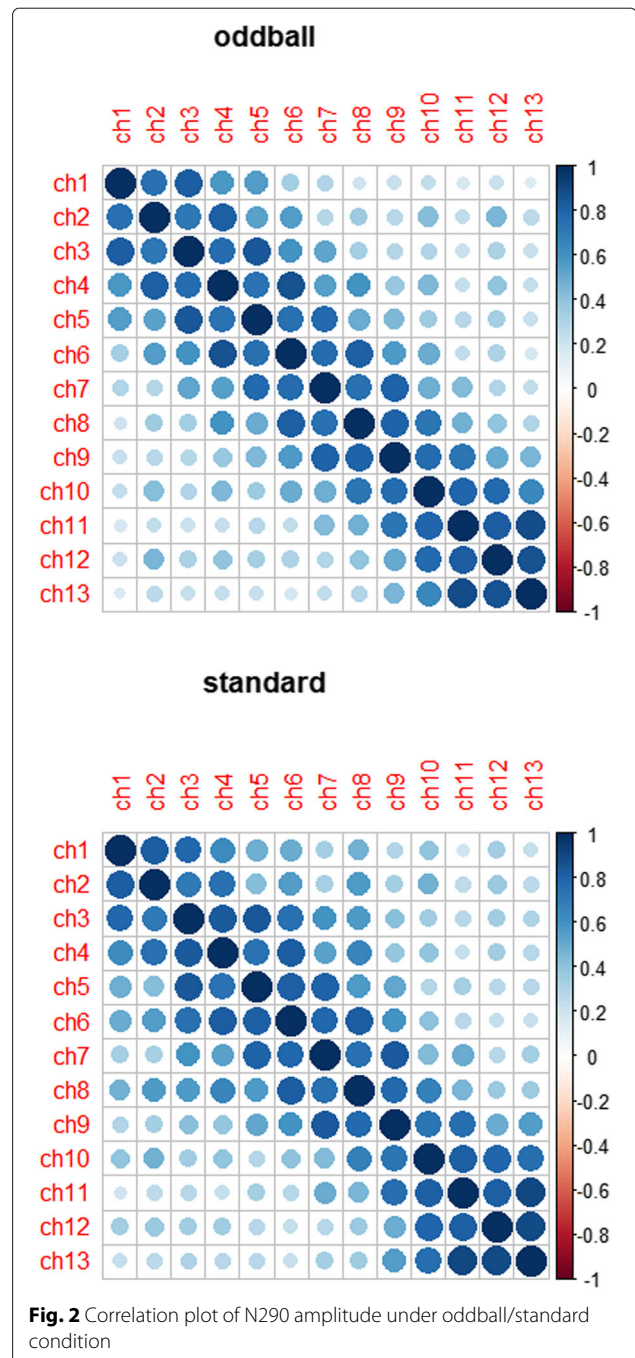 oddball
ch1 ch2 ch3 ch4 ch5 ch6 ch7 ch8 ch9 ch10 ch11 ch12 ch13
ch1
ch2
ch3
ch4
ch5
ch6
ch7
ch8
ch9
ch10
ch11
ch12
ch13
1
0.8
0.6
0.4
0.2
0
-0.2
-0.4
-0.6
-0.8
-1
standard
ch1 ch2 ch3 ch4 ch5 ch6 ch7 ch8 ch9 ch10 ch11 ch12 ch13
ch1
ch2
ch3
ch4
ch5
ch6
ch7
ch8
ch9
ch10
ch11
ch12
ch13
1
0.8
0.6
0.4
0.2
0
-0.2
-0.4
-0.6
-0.8
-1
Fig. 2 Correlation plot of N290 amplitude under oddball/standard
condition